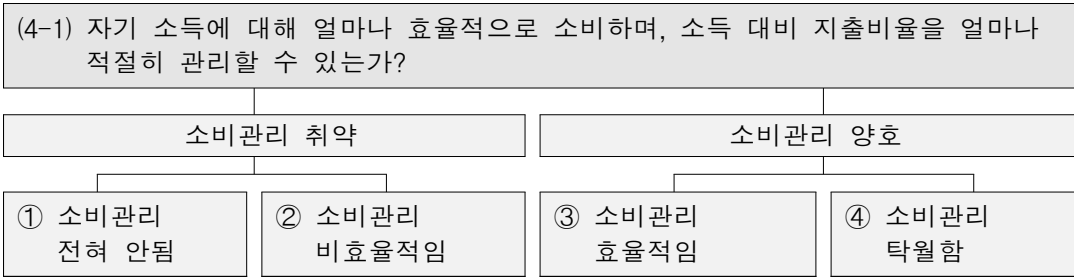 (4-1) 자기 소득에 대해 얼마나 효율적으로 소비하며, 소득 대비 지출비율을 얼마나
적절히 관리할 수 있는가?
소비관리 취약
소비관리 양호
① 소비관리
전혀 안됨
② 소비관리
비효율적임
③ 소비관리
효율적임
④ 소비관리
탁월함